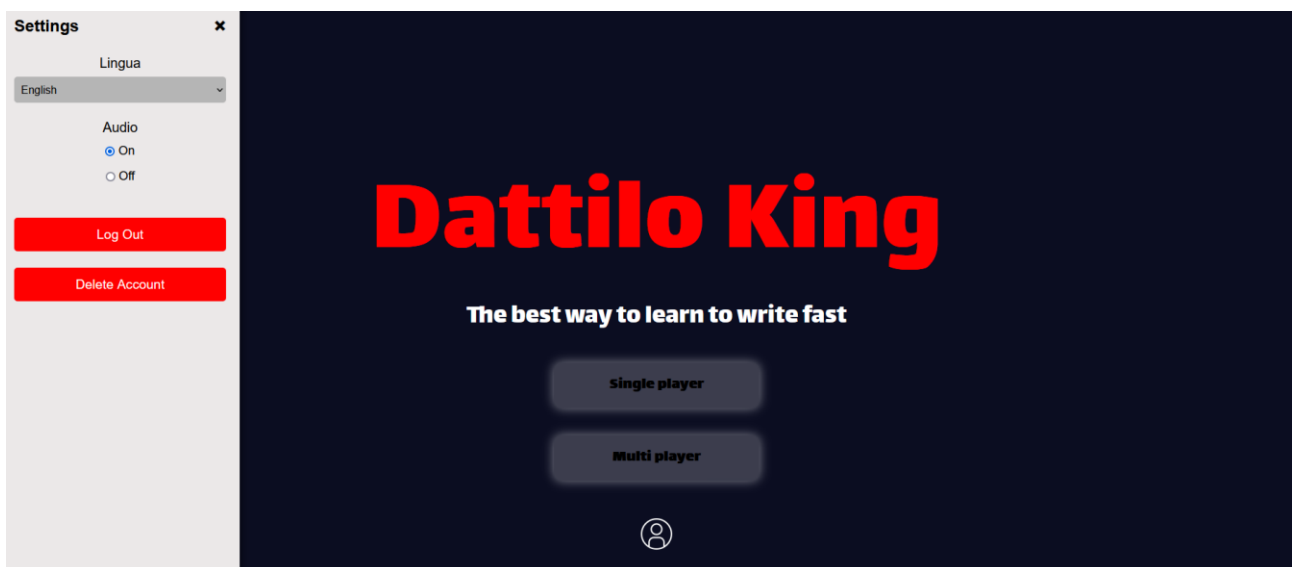 Settings
Lingua
English
Audio
On
Off
Log Out
Delete Account
Dattilo King
The best way to learn to write fast
Single player
Multi player